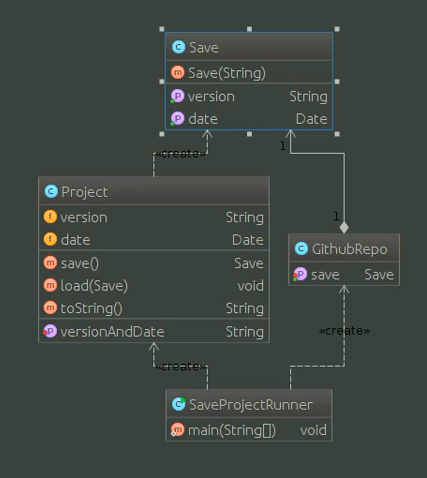 Save
Save(String)
version String
date Date
«create»
1
1
Project
version String
date Date
save() Save
load(Save) void
toString() String
versionAndDate String
GithubRepo
save Save
«create»
«create»
SaveProjectRunner
main(String[]) void